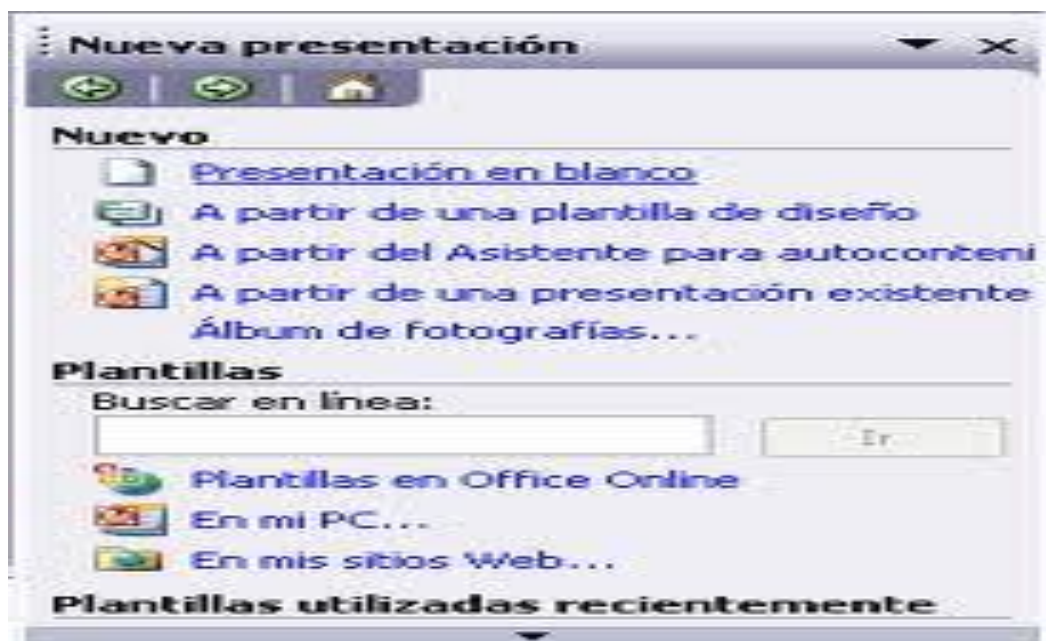 Nueva presentación
Nuevo
Presentación en blanco
A partir de una plantilla de diseño
A partir del Asistente para autoconteni
A partir de una presentación existente
Álbum de fotografías...
Plantillas
Buscar en línea:
Ir
Plantillas en Office Online
En mi PC...
En mis sitios Web...
Plantillas utilizadas recientemente